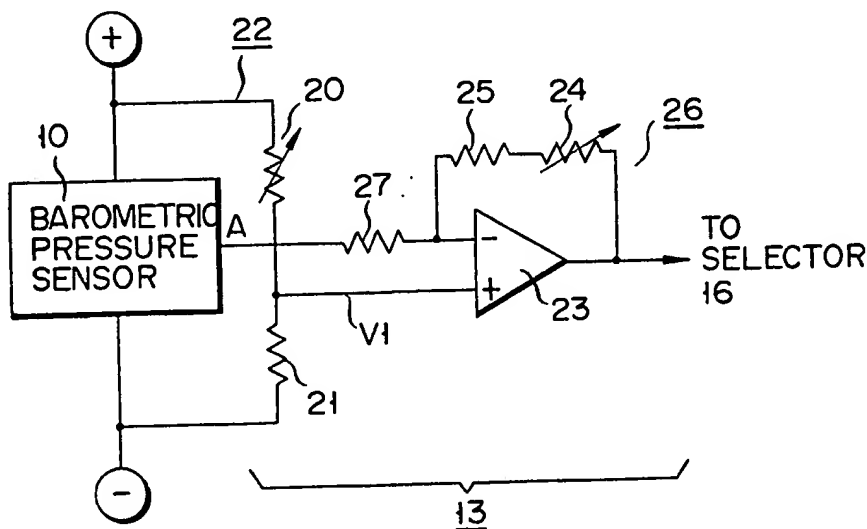 +
22
20
25
24
26
10
BAROMETRIC
PRESSURE
SENSOR
A
27
-
+
23
TO
SELECTOR
16
V1
21
-
13